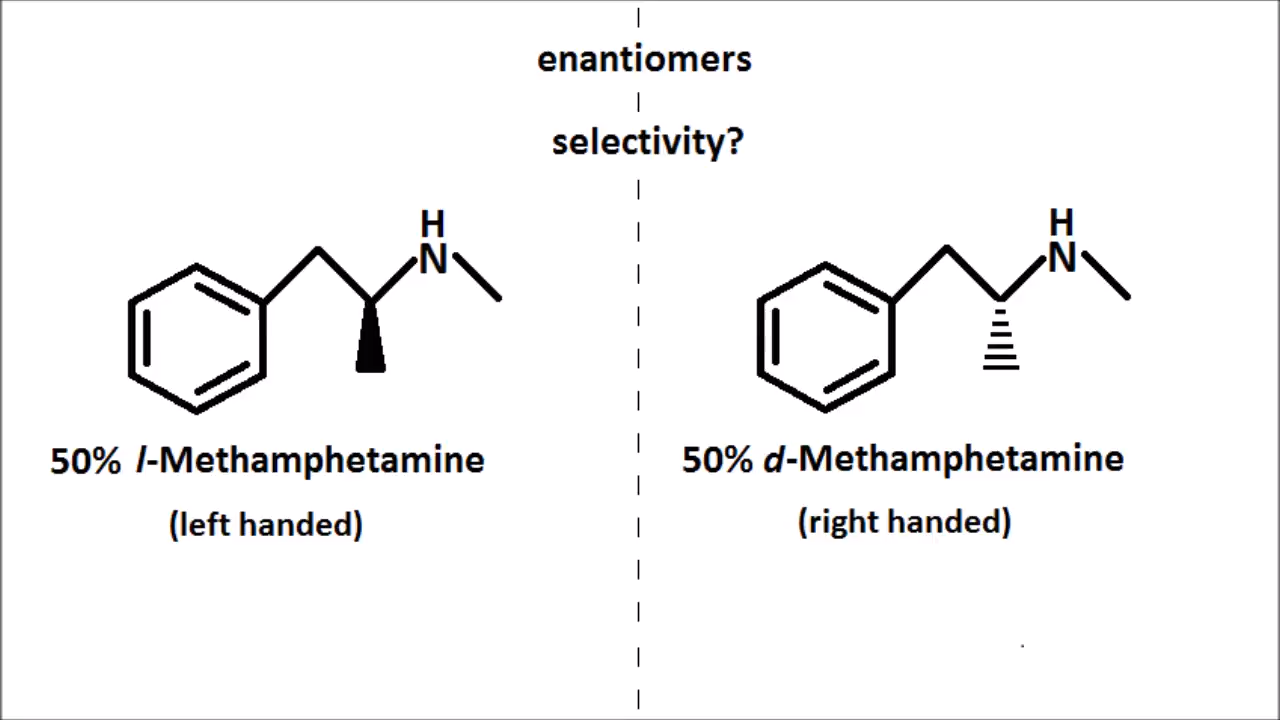 enantiomers
selectivity?
H
N
H
N
50% l-Methamphetamine
(left handed)
50% d-Methamphetamine
(right handed)